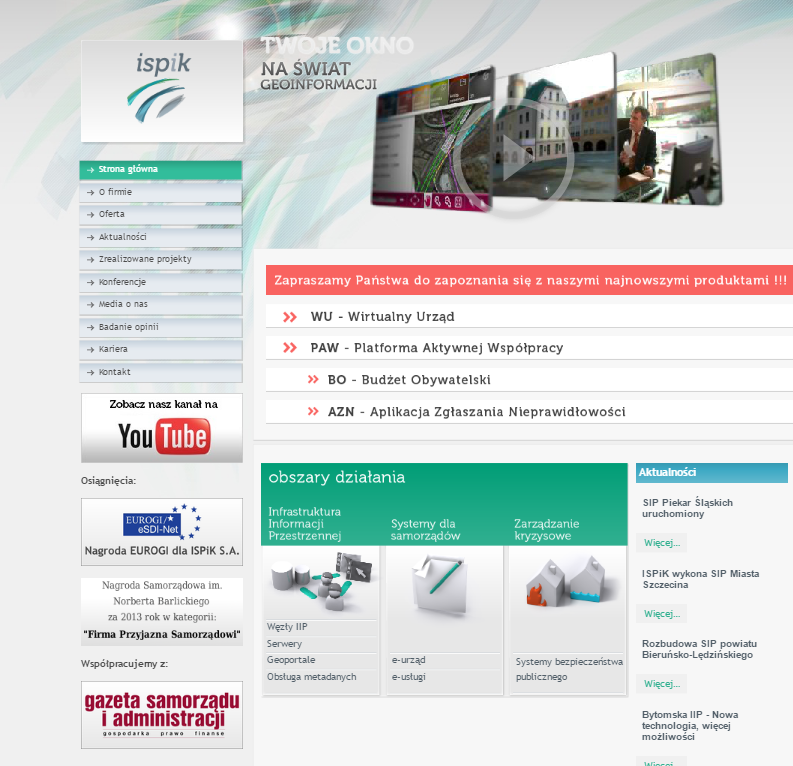 ispik
TWOJE OKNO
NA ŚWIAT
GEOINFORMACJI
Strona główna
O firmie
Oferta
Aktualności
Zrealizowane projekty
Konferencje
Media o nas
Badanie opinii
Kariera
Kontakt
Zobacz nasz kanał na
YouTube
Osiągnięcia:
EUROGI/
eSDI-Net
Nagroda EUROGI dla ISPiK S.A.
Nagroda Samorządowa im.
Norberta Barlickiego
za 2013 rok w kategorii:
"Firma Przyjazna Samorządowi"
Współpracujemy z:
gazeta samorządu
i administracji
gospodarka prawo finanse
Zapraszamy Państwa do zapoznania się z naszymi najnowszymi produktami !!!
WU - Wirtualny Urząd
PAW - Platforma Aktywnej Współpracy
BO - Budżet Obywatelski
AZN - Aplikacja Zgłaszania Nieprawidłowości
obszary działania
Infrastruktura
Informacji
Przestrzennej
Systemy dla
samorządów
Zarządzanie
kryzysowe
Węzły IIP
Serwery
Geoportale
Obsługa metadanych
e-urząd
e-usługi
Systemy bezpieczeństwa
publicznego
Aktualności
SIP Piekar Śląskich
uruchomiony
Więcej...
ISPiK wykona SIP Miasta
Szczecina
Więcej...
Rozbudowa SIP powiatu
Bieruńsko-Lędzińskiego
Więcej...
Bytomska IIP - Nowa
technologia, więcej
możliwości
Więcej...